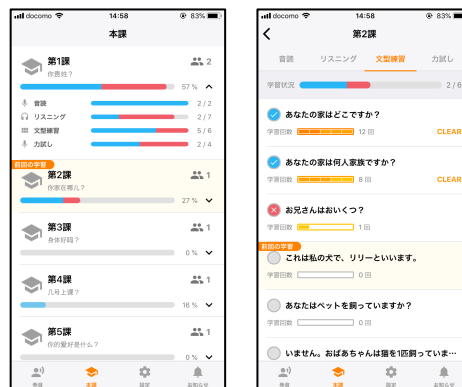 docomo 14:58 83%
本課
第1課 2
你贵姓？
57 %
音読 2 / 2
リスニング 2 / 7
文型練習 5 / 6
力試し 2 / 4
前回の学習
第2課 1
你家在哪儿？
27 %
第3課 1
身体好吗？
0 %
第4課 1
几号上课？
16 %
第5課 1
你的爱好是什么？
0 %
発音 本課 設定 お知らせ
docomo 14:58 83%
第2課
音読 リスニング 文型練習 力試し
学習状況 2 / 6
あなたの家はどこですか？
学習回数 12 回 CLEAR
あなたの家は何人家族ですか？
学習回数 8 回 CLEAR
お兄さんはおいくつ？
学習回数 1 回
前回の学習
これは私の犬で、リリーといいます。
学習回数 0 回
あなたはペットを飼っていますか？
学習回数 0 回
いません。おばあちゃんは猫を1匹飼っていま…
発音 本課 設定 お知らせ